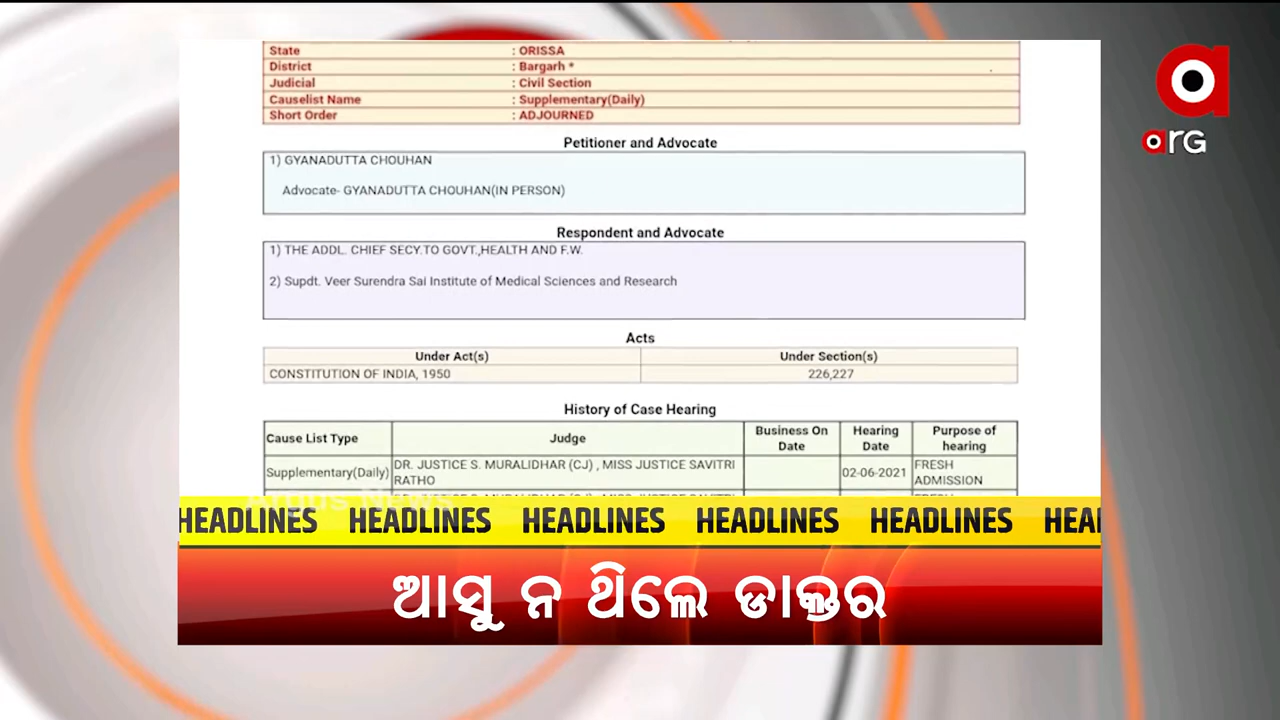 State : ORISSA
District : Bargarh *
Judicial : Civil Section
Causelist Name : Supplementary(Daily)
Short Order : ADJOURNED
arG
Petitioner and Advocate
1) GYANADUTTA CHOUHAN
Advocate- GYANADUTTA CHOUHAN(IN PERSON)
Respondent and Advocate
1) THE ADDL. CHIEF SECY.TO GOVT.,HEALTH AND F.W.
2) Supdt. Veer Surendra Sai Institute of Medical Sciences and Research
Acts
Under Act(s) Under Section(s)
CONSTITUTION OF INDIA, 1950 226,227
History of Case Hearing
Cause List Type Judge Business On Date Hearing Date Purpose of hearing
Supplementary(Daily) DR. JUSTICE S. MURALIDHAR (CJ) , MISS JUSTICE SAVITRI RATHO 02-06-2021 FRESH ADMISSION
Argus News
HEADLINES HEADLINES HEADLINES HEADLINES HEADLINES HEA
ଆସୁ ନ ଥିଲେ ଡାକ୍ତର